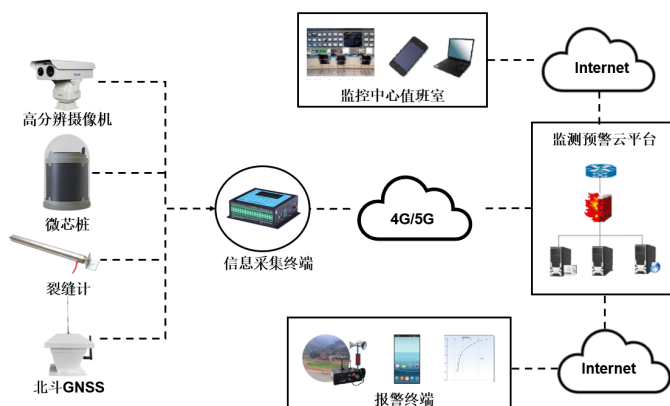 高分辨摄像机
微芯桩
裂缝计
北斗GNSS
信息采集终端
4G/5G
监控中心值班室
Internet
监测预警云平台
Internet
报警终端